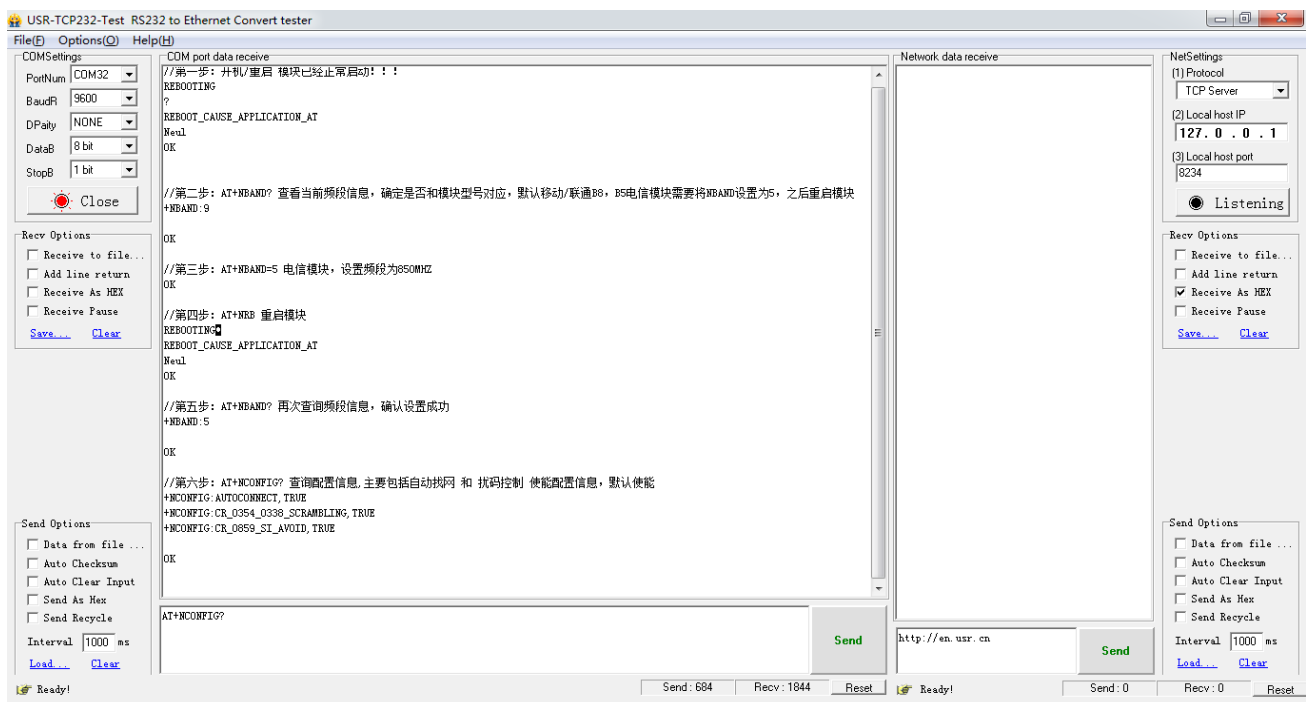 USR-TCP232-Test RS232 to Ethernet Convert tester
File(F) Options(O) Help(H)
COMSettings
PortNum COM32
BaudR 9600
DPaity NONE
DataB 8 bit
StopB 1 bit
Close
Recv Options
Receive to file...
Add line return
Receive As HEX
Receive Pause
Save... Clear
Send Options
Data from file ...
Auto Checksum
Auto Clear Input
Send As Hex
Send Recycle
Interval 1000 ms
Load... Clear
COM port data receive
//第一步: 开机/重启 模块已经正常启动!!!
REBOOTING
?
REBOOT_CAUSE_APPLICATION_AT
Neul
OK
//第二步: AT+NBAND? 查看当前频段信息，确定是否和模块型号对应，默认移动/联通B8，B5电信模块需要将NBAND设置为5，之后重启模块
+NBAND:9
OK
//第三步: AT+NBAND=5 电信模块，设置频段为850MHZ
OK
//第四步: AT+NRB 重启模块
REBOOTING
REBOOT_CAUSE_APPLICATION_AT
Neul
OK
//第五步: AT+NBAND? 再次查询频段信息，确认设置成功
+NBAND:5
OK
//第六步: AT+NCONFIG? 查询配置信息,主要包括自动找网 和 扰码控制 使能配置信息，默认使能
+NCONFIG:AUTOCONNECT,TRUE
+NCONFIG:CR_0354_0338_SCRAMBLING,TRUE
+NCONFIG:CR_0859_SI_AVOID,TRUE
OK
AT+NCONFIG?
Send
Network data receive
http://en.usr.cn
Send
NetSettings
(1) Protocol
TCP Server
(2) Local host IP
127. 0 . 0 . 1
(3) Local host port
8234
Listening
Recv Options
Receive to file...
Add line return
Receive As HEX
Receive Pause
Save... Clear
Send Options
Data from file ...
Auto Checksum
Auto Clear Input
Send As Hex
Send Recycle
Interval 1000 ms
Load... Clear
Ready! Send : 684 Recv : 1844 Reset
Ready! Send : 0 Recv : 0 Reset